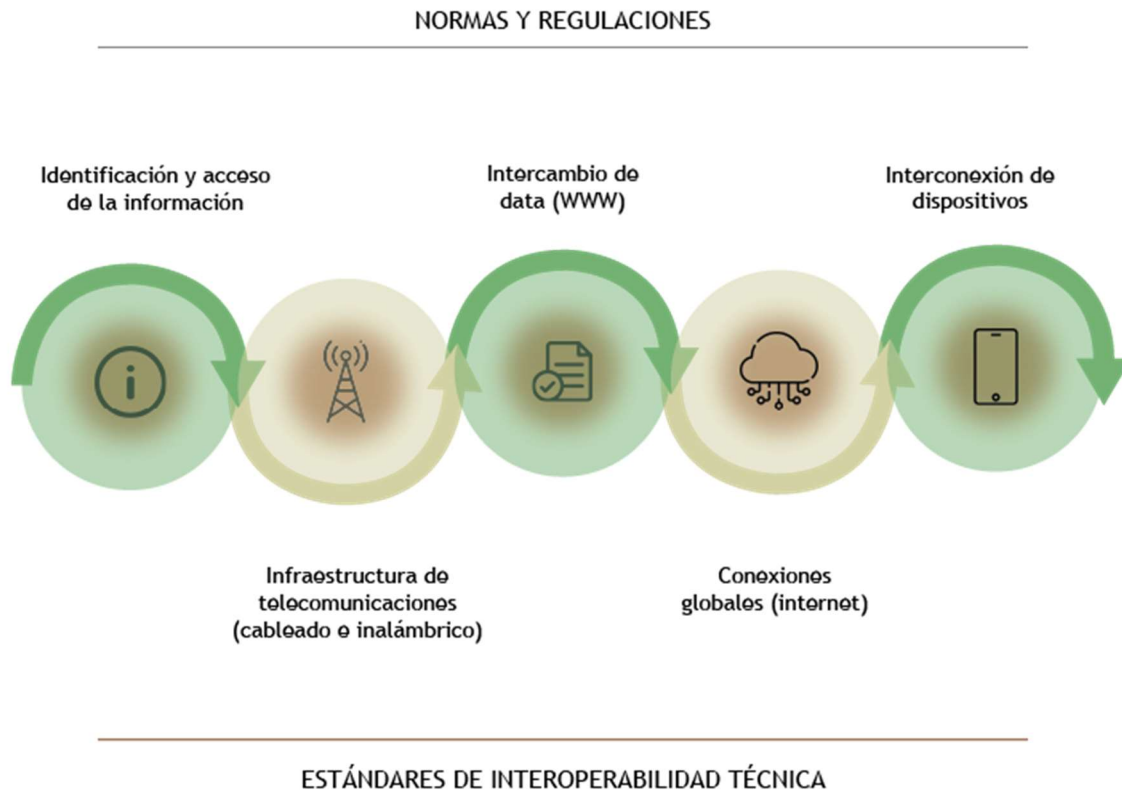 NORMAS Y REGULACIONES
Identificación y acceso
de la información
Intercambio de
data (WWW)
Interconexión de
dispositivos
Infraestructura de
telecomunicaciones
(cableado e inalámbrico)
Conexiones
globales (internet)
ESTÁNDARES DE INTEROPERABILIDAD TÉCNICA